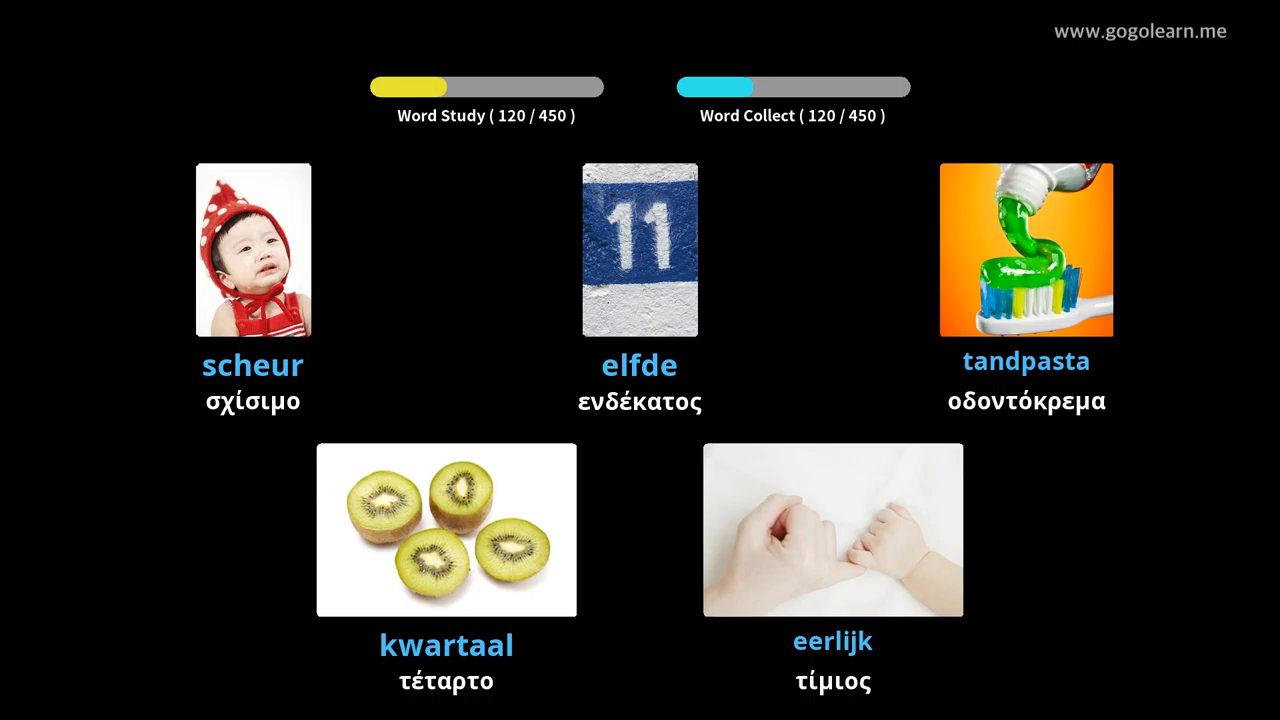 www.gogolearn.me
Word Study ( 120 / 450 )
Word Collect ( 120 / 450 )
11
scheur
σχίσιμο
elfde
ενδέκατος
tandpasta
οδοντόκρεμα
kwartaal
τέταρτο
eerlijk
τίμιος